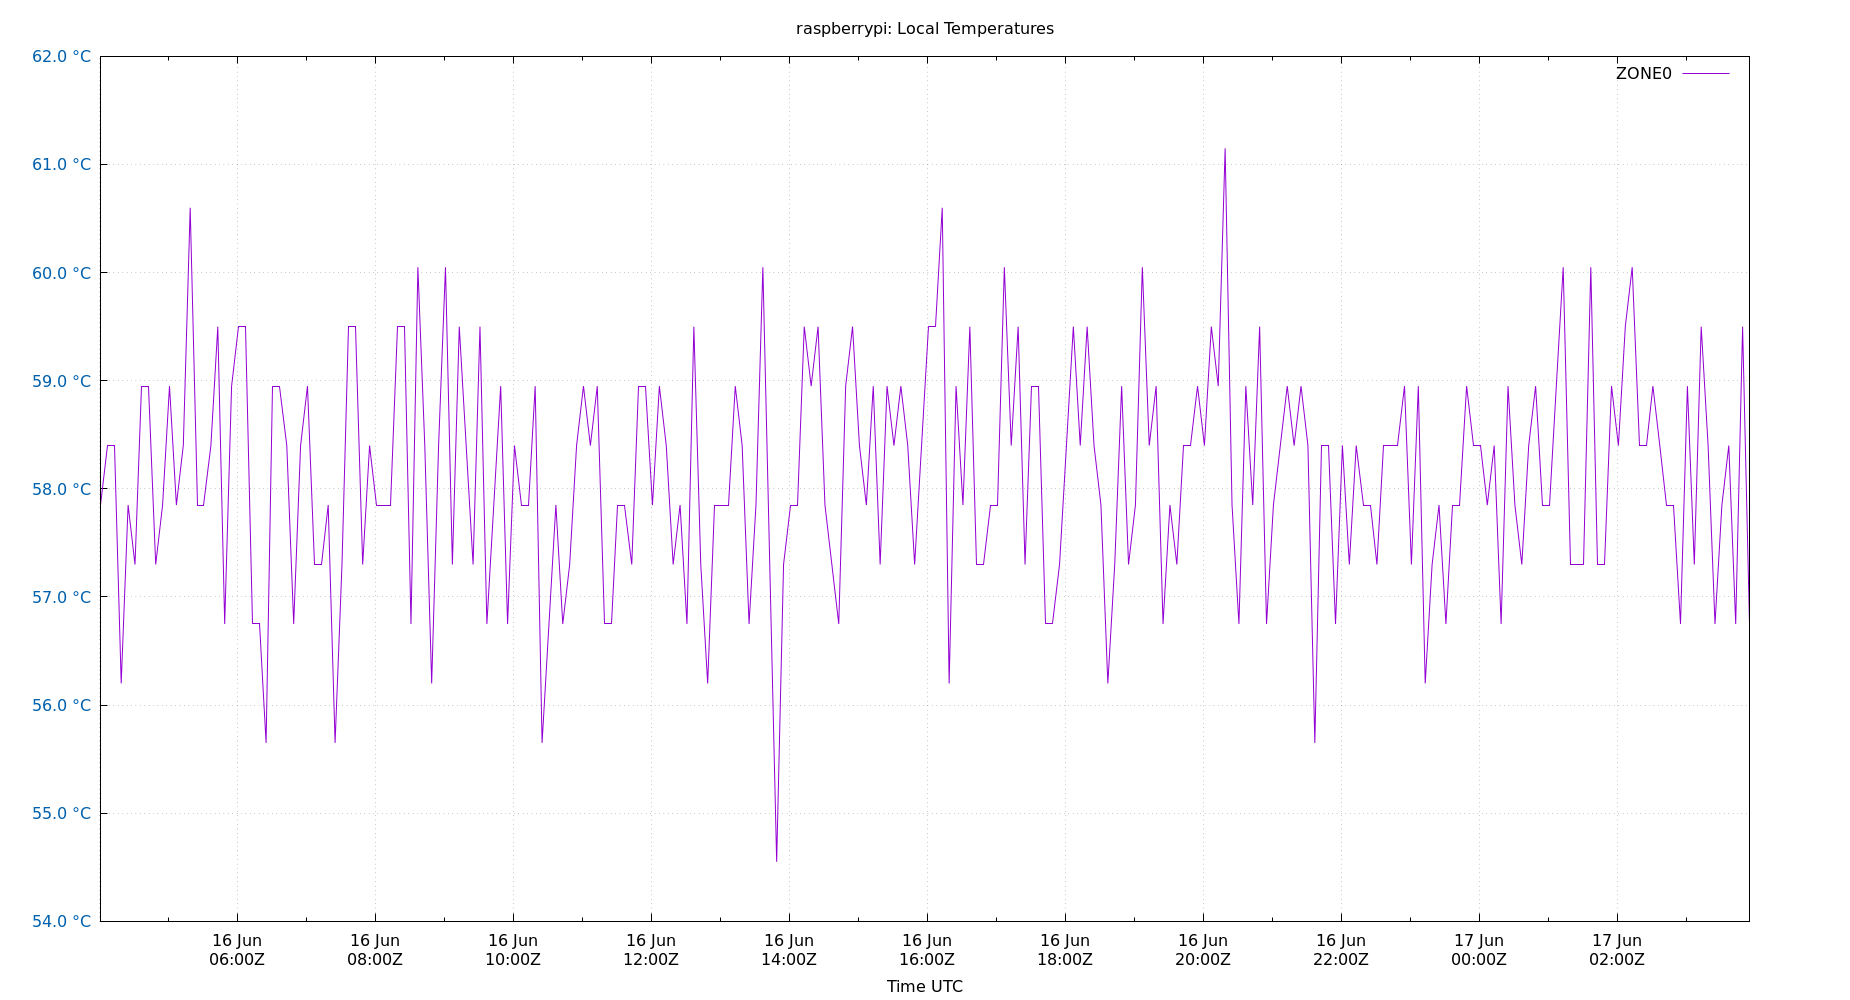 raspberrypi: Local Temperatures
62.0 °C
ZONE0
61.0 °C
60.0 °C
59.0 °C
58.0 °C
57.0 °C
56.0 °C
55.0 °C
54.0 °C
16 Jun 16 Jun 16 Jun 16 Jun 16 Jun 16 Jun 16 Jun 16 Jun 16 Jun 17 Jun 17 Jun
06:00Z 08:00Z 10:00Z 12:00Z 14:00Z 16:00Z 18:00Z 20:00Z 22:00Z 00:00Z 02:00Z
Time UTC